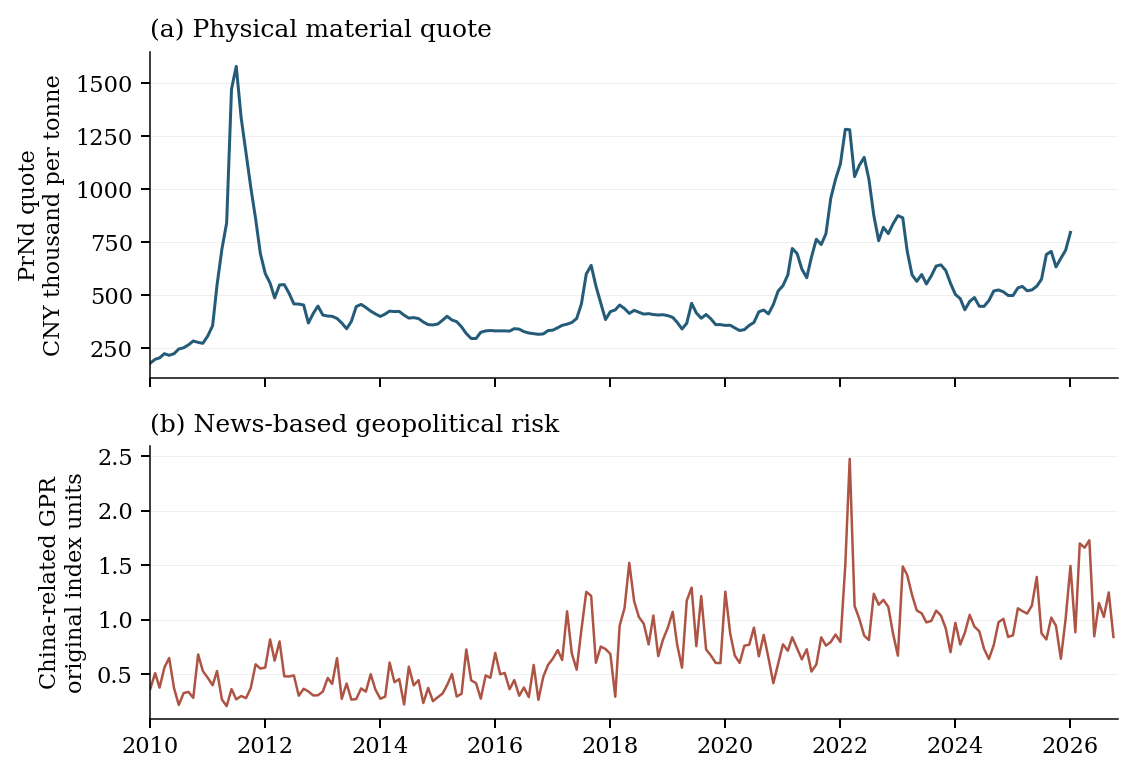 (a) Physical material quote
PrNd quote
CNY thousand per tonne
1500
1250
1000
750
500
250
(b) News-based geopolitical risk
China-related GPR
original index units
2.5
2.0
1.5
1.0
0.5
2010 2012 2014 2016 2018 2020 2022 2024 2026